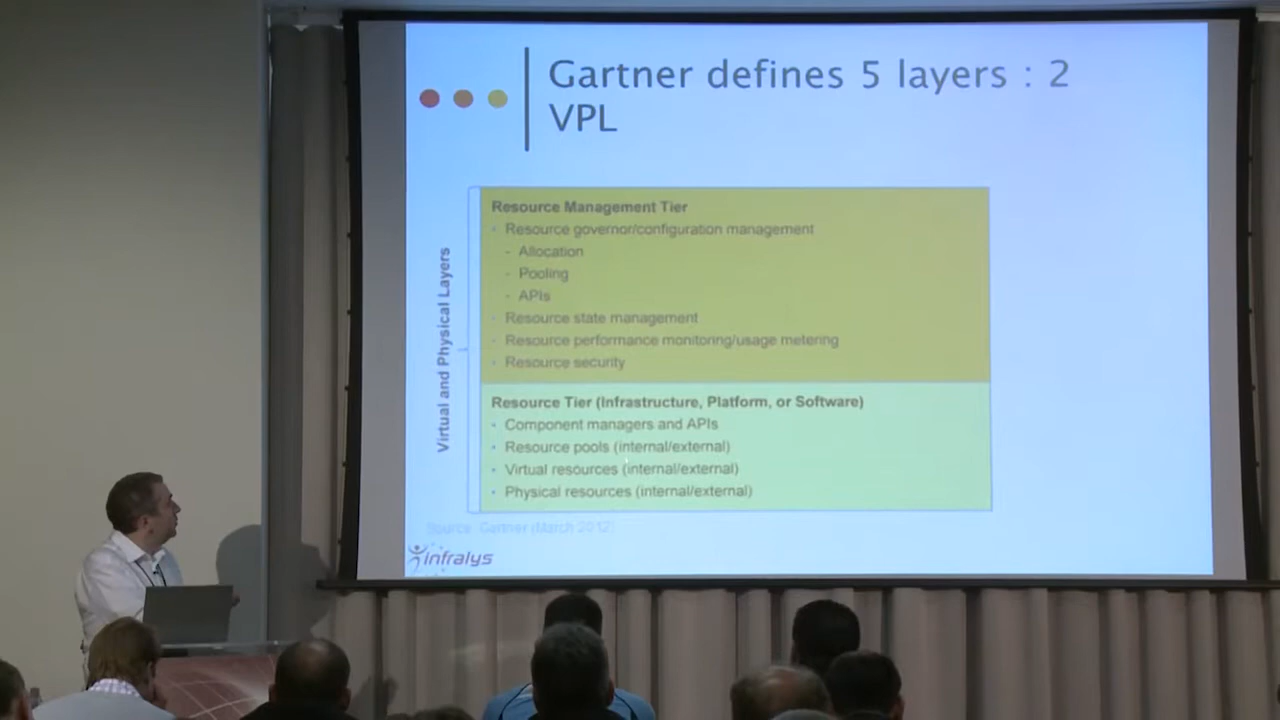 Gartner defines 5 layers : 2
VPL
Virtual and Physical Layers
Resource Management Tier
- Resource governor/configuration management
- Allocation
- Pooling
- APIs
- Resource state management
- Resource performance monitoring/usage metering
- Resource security
Resource Tier (Infrastructure, Platform, or Software)
- Component managers and APIs
- Resource pools (internal/external)
- Virtual resources (internal/external)
- Physical resources (internal/external)
Source: Gartner (March 2012)
infralys